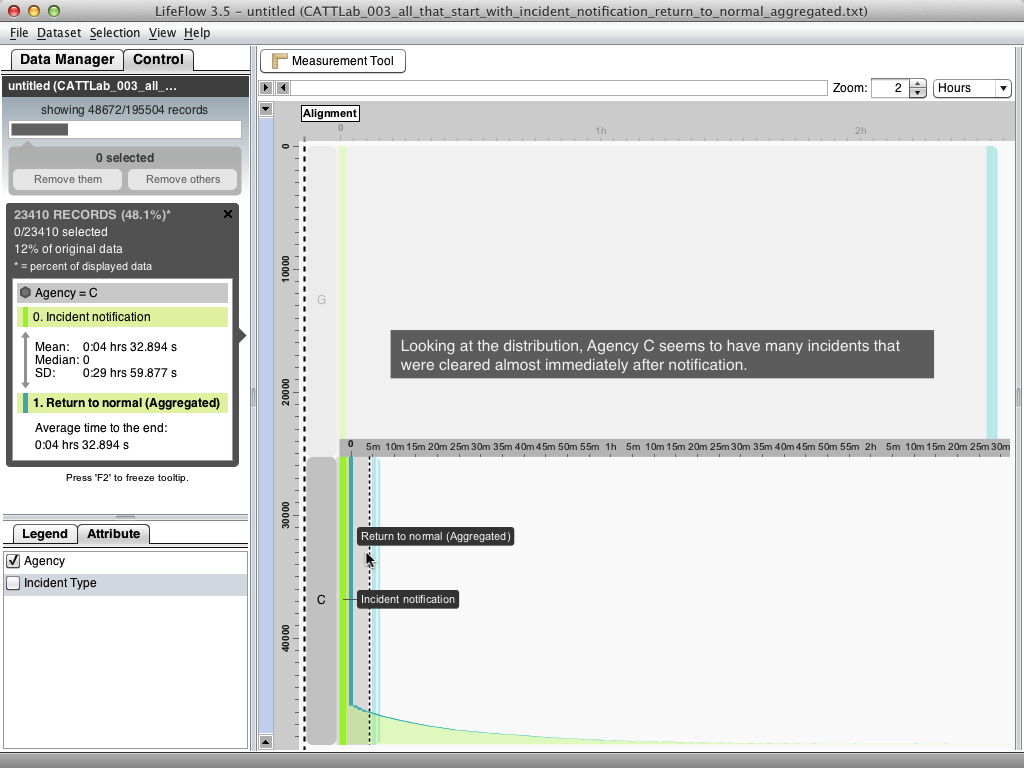 LifeFlow 3.5 - untitled (CATTLab_003_all_that_start_with_incident_notification_return_to_normal_aggregated.txt)
File Dataset Selection View Help
Data Manager Control
Measurement Tool
untitled (CATTLab_003_all_...
Zoom: 2 Hours
showing 48672/195504 records
Alignment
0 1h 2h
0 selected
Remove them Remove others
0
10000
20000
30000
40000
23410 RECORDS (48.1%)*
0/23410 selected
12% of original data
* = percent of displayed data
Agency = C
0. Incident notification
Mean: 0:04 hrs 32.894 s
Median: 0
SD: 0:29 hrs 59.877 s
1. Return to normal (Aggregated)
Average time to the end:
0:04 hrs 32.894 s
Press 'F2' to freeze tooltip.
G
Looking at the distribution, Agency C seems to have many incidents that
were cleared almost immediately after notification.
0 5m 10m 15m 20m 25m 30m 35m 40m 45m 50m 55m 1h 5m 10m 15m 20m 25m 30m 35m 40m 45m 50m 55m 2h 5m 10m 15m 20m 25m 30m
Return to normal (Aggregated)
C
Incident notification
Legend Attribute
Agency
Incident Type